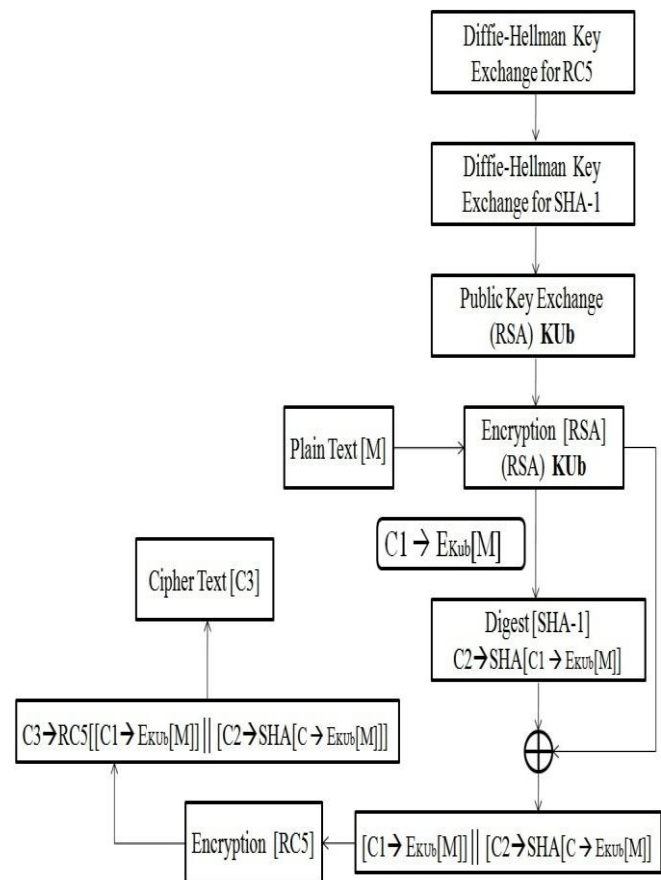 Diffie-Hellman Key
Exchange for RC5
Diffie-Hellman Key
Exchange for SHA-1
Public Key Exchange
(RSA) KUb
Plain Text [M]
Encryption [RSA]
(RSA) KUb
C1 → EKub[M]
Digest [SHA-1]
C2→SHA[C1 → EKUb[M]]
[C1→EKUb[M]] || [C2→SHA[C → EKUb[M]]
Encryption [RC5]
C3→RC5[[C1→EKUb[M]] || [C2→SHA[C → EKUb[M]]]
Cipher Text [C3]